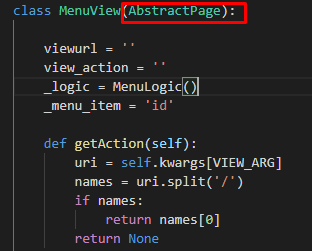 class MenuView(AbstractPage):
viewurl = ''
view_action = ''
_logic = MenuLogic()
_menu_item = 'id'
def getAction(self):
uri = self.kwargs[VIEW_ARG]
names = uri.split('/')
if names:
return names[0]
return None